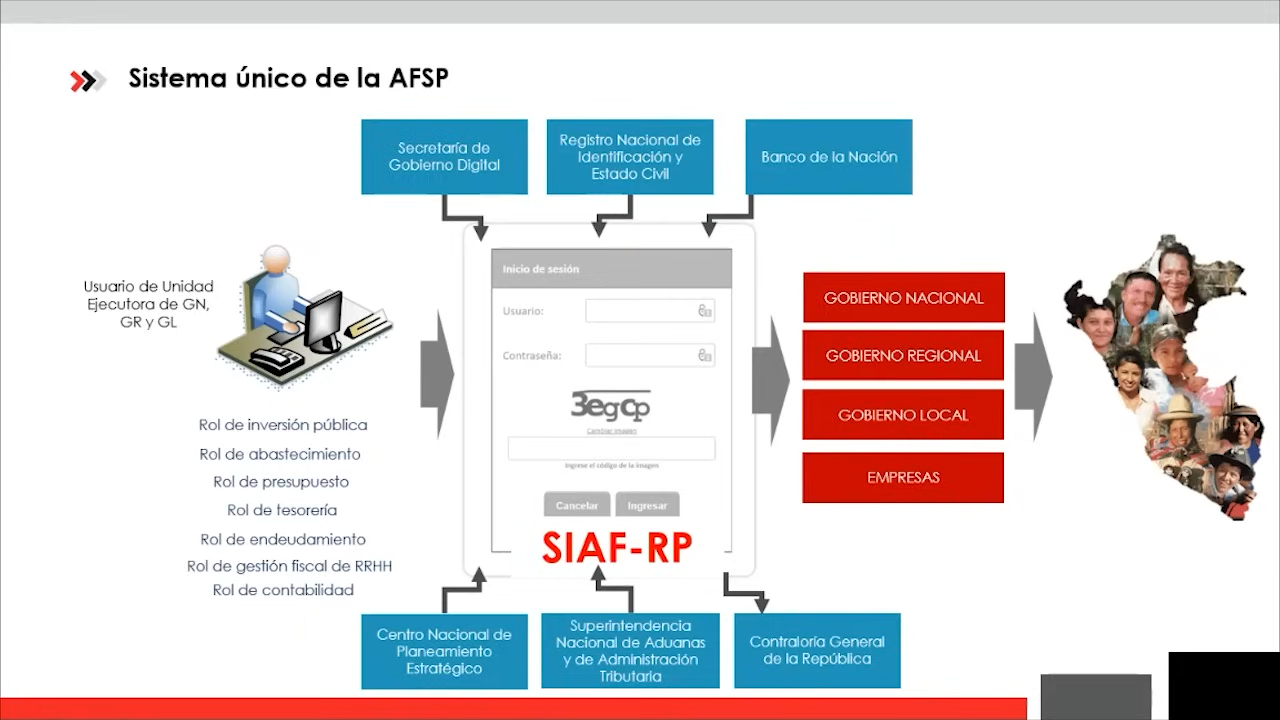 Sistema único de la AFSP
Secretaría de
Gobierno Digital
Registro Nacional de
Identificación y
Estado Civil
Banco de la Nación
Usuario de Unidad
Ejecutora de GN,
GR y GL
Rol de inversión pública
Rol de abastecimiento
Rol de presupuesto
Rol de tesorería
Rol de endeudamiento
Rol de gestión fiscal de RRHH
Rol de contabilidad
Inicio de sesión
Usuario:
Contraseña:
3egcp
Cambiar imagen
Ingrese el código de la imagen
Cancelar
Ingresar
SIAF-RP
GOBIERNO NACIONAL
GOBIERNO REGIONAL
GOBIERNO LOCAL
EMPRESAS
Centro Nacional de
Planeamiento
Estratégico
Superintendencia
Nacional de Aduanas
y de Administración
Tributaria
Contraloría General
de la República